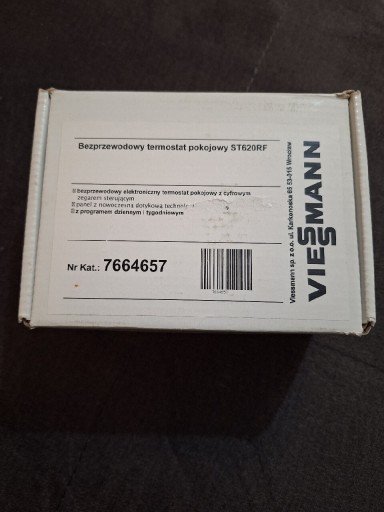 Bezprzewodowy termostat pokojowy ST620RF
bezprzewodowy elektroniczny termostat pokojowy z cyfrowym
zegarem sterującym
panel z nowoczesną dotykową
z programem dziennym i tygodniowym
Nr Kat.: 7664657
VIESSMANN
Viessmann sp. z o.o. ul. Karkonoska 65 53-015 Wrocław